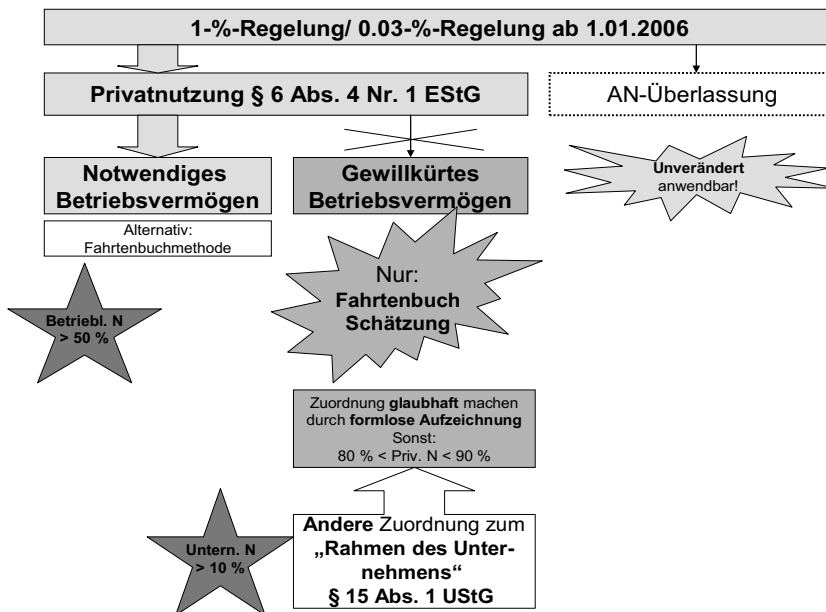 1-%-Regelung/ 0.03-%-Regelung ab 1.01.2006
Privatnutzung § 6 Abs. 4 Nr. 1 EStG
AN-Überlassung
Notwendiges
Betriebsvermögen
Gewillkürtes
Betriebsvermögen
Unverändert
anwendbar!
Alternativ:
Fahrtenbuchmethode
Nur:
Fahrtenbuch
Schätzung
Betriebl. N
> 50 %
Zuordnung glaubhaft machen
durch formlose Aufzeichnung
Sonst:
80 % < Priv. N < 90 %
Untern. N
> 10 %
Andere Zuordnung zum
„Rahmen des Unter-
nehmens“
§ 15 Abs. 1 UStG